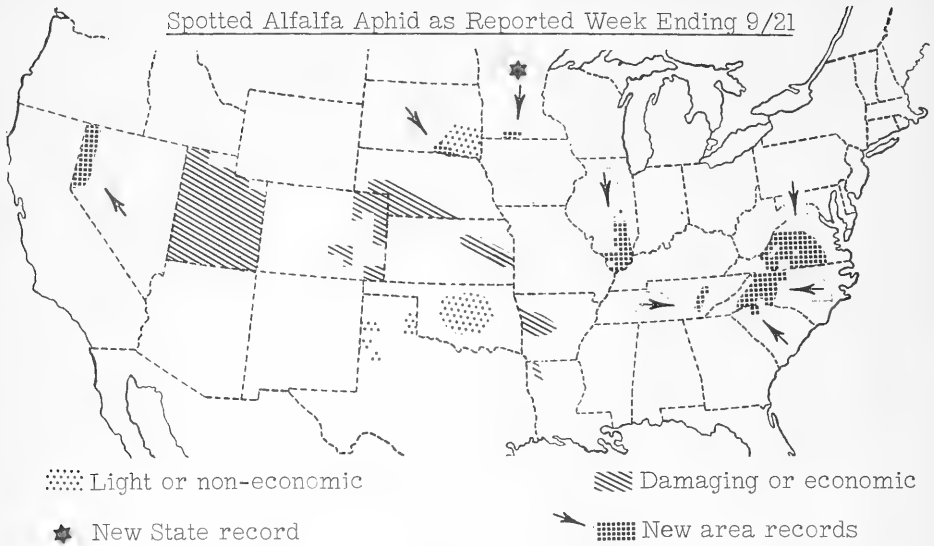 Spotted Alfalfa Aphid as Reported Week Ending 9/21
Light or non-economic
Damaging or economic
New State record
New area records